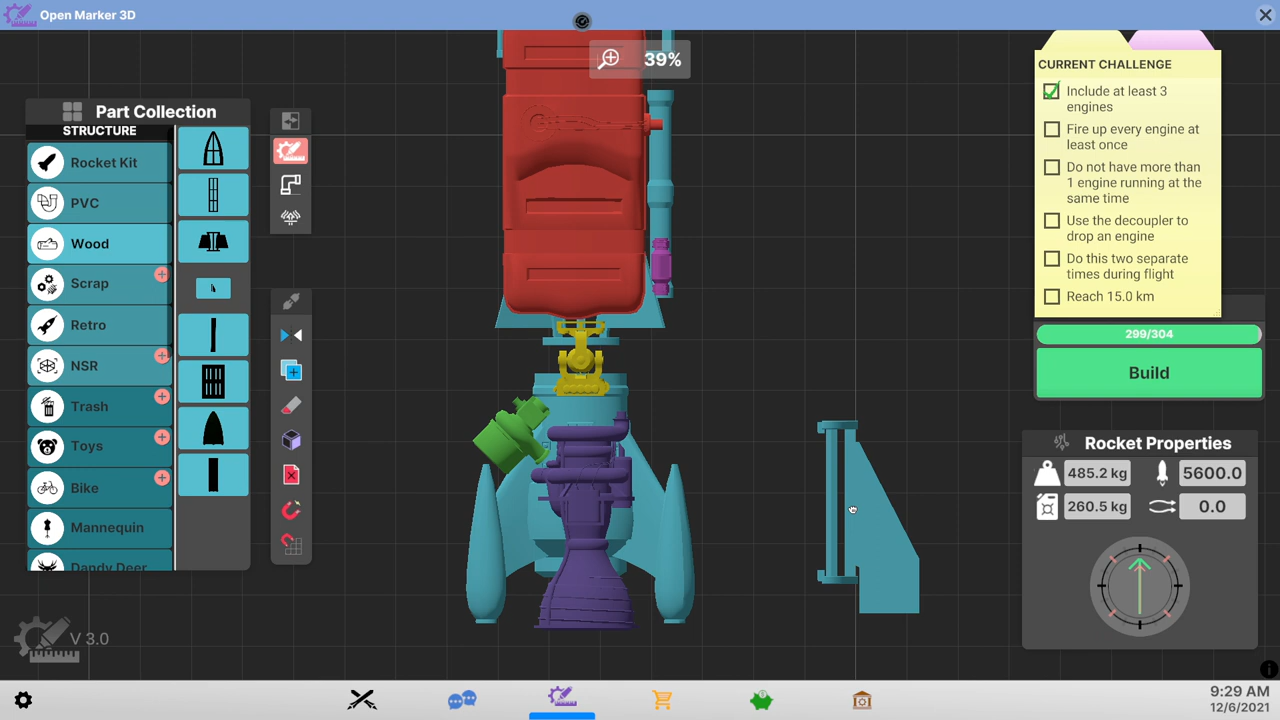 Open Marker 3D
39%
Part Collection
STRUCTURE
Rocket Kit
PVC
Wood
Scrap
Retro
NSR
Trash
Toys
Bike
Mannequin
Dandy Deer
V 3.0
CURRENT CHALLENGE
Include at least 3
engines
Fire up every engine at
least once
Do not have more than
1 engine running at the
same time
Use the decoupler to
drop an engine
Do this two separate
times during flight
Reach 15.0 km
299/304
Build
Rocket Properties
485.2 kg
5600.0
260.5 kg
0.0
9:29 AM
12/6/2021